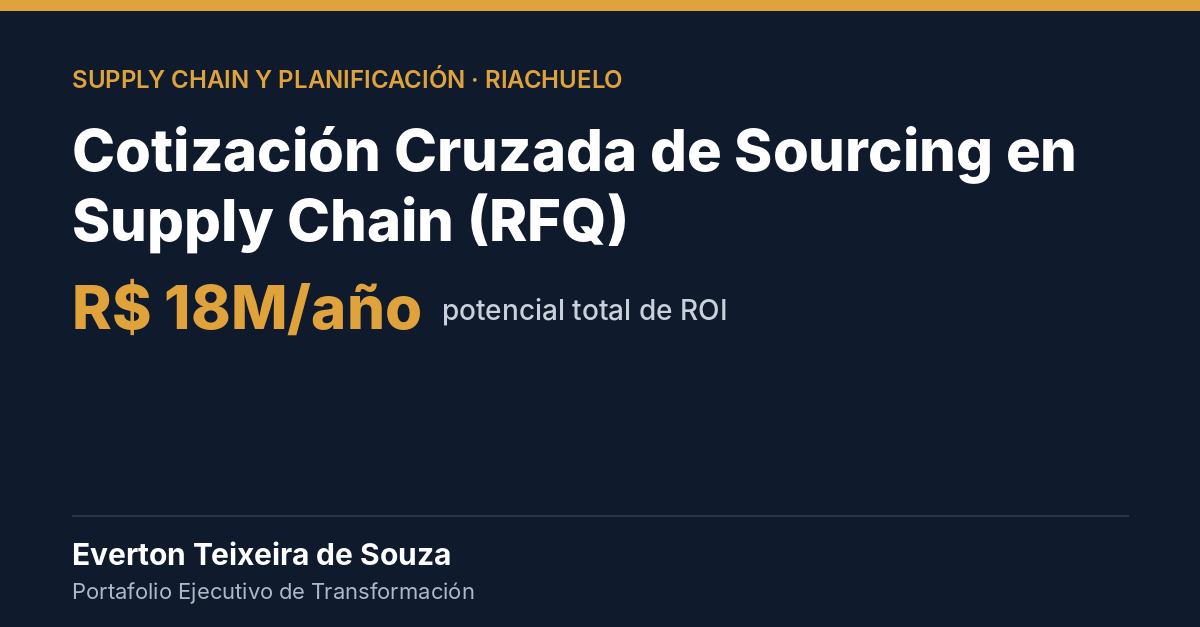 SUPPLY CHAIN Y PLANIFICACIÓN · RIACHUELO
Cotización Cruzada de Sourcing en
Supply Chain (RFQ)
R$ 18M/año potencial total de ROI
Everton Teixeira de Souza
Portafolio Ejecutivo de Transformación